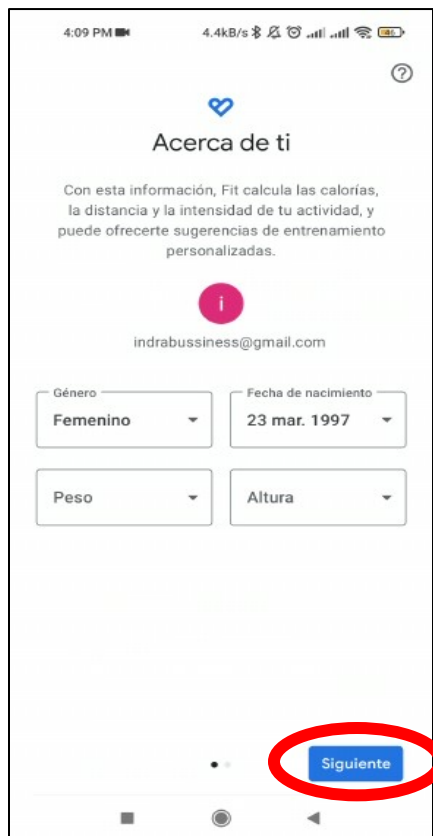 4:09 PM 4.4kB/s 46
Acerca de ti
Con esta información, Fit calcula las calorías,
la distancia y la intensidad de tu actividad, y
puede ofrecerte sugerencias de entrenamiento
personalizadas.
i
indrabussiness@gmail.com
Género Fecha de nacimiento
Femenino 23 mar. 1997
Peso Altura
Siguiente